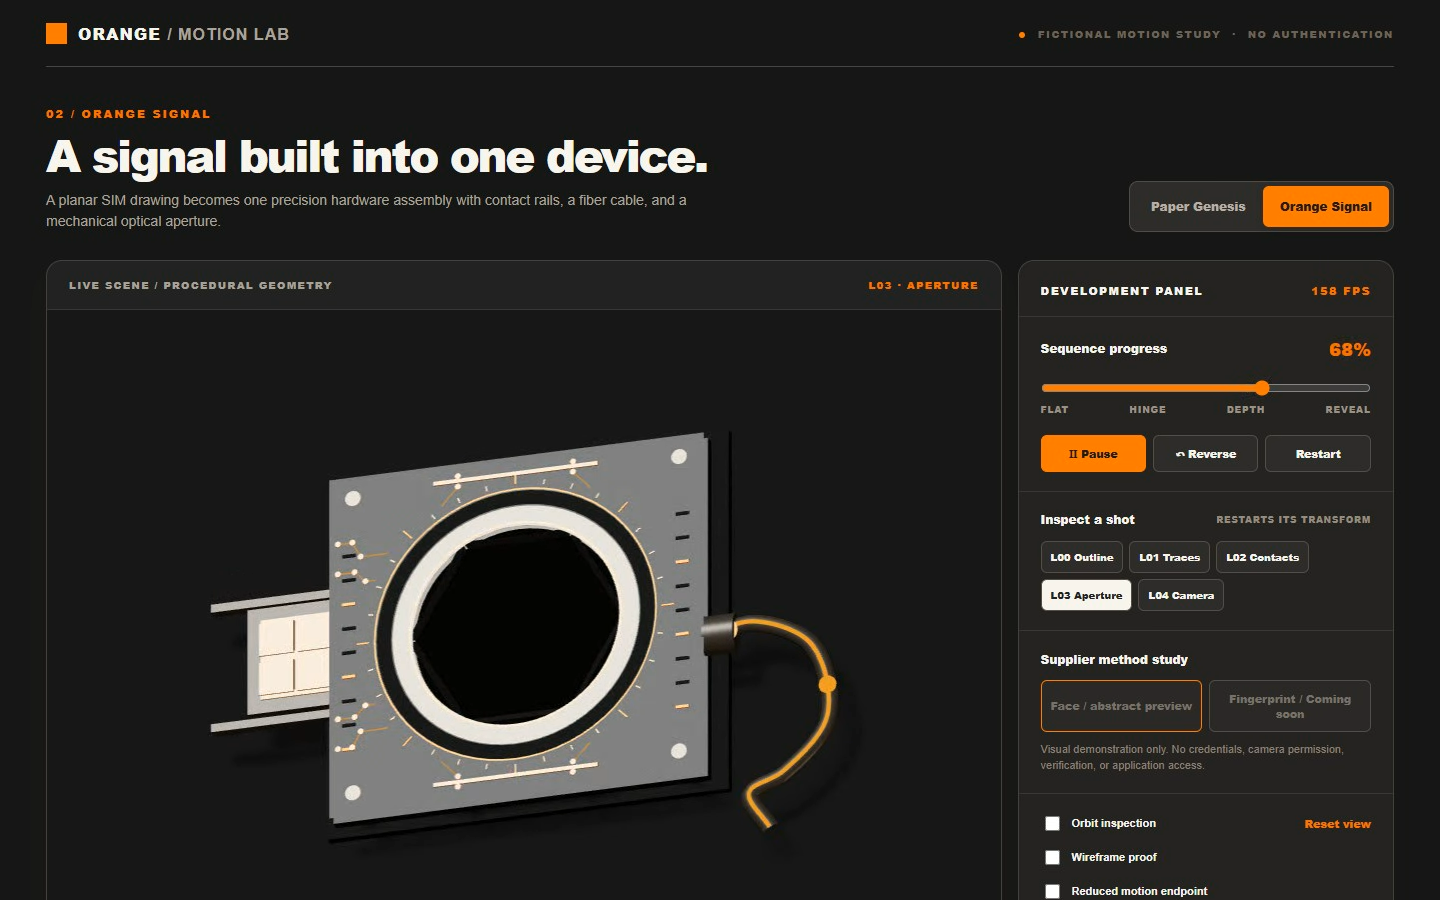 ORANGE / MOTION LAB
FICTIONAL MOTION STUDY · NO AUTHENTICATION
02 / ORANGE SIGNAL
A signal built into one device.
A planar SIM drawing becomes one precision hardware assembly with contact rails, a fiber cable, and a
mechanical optical aperture.
Paper Genesis
Orange Signal
LIVE SCENE / PROCEDURAL GEOMETRY
L03 · APERTURE
DEVELOPMENT PANEL
158 FPS
Sequence progress
68%
FLAT
HINGE
DEPTH
REVEAL
II Pause
↶ Reverse
Restart
Inspect a shot
RESTARTS ITS TRANSFORM
L00 Outline
L01 Traces
L02 Contacts
L03 Aperture
L04 Camera
Supplier method study
Face / abstract preview
Fingerprint / Coming
soon
Visual demonstration only. No credentials, camera permission,
verification, or application access.
Orbit inspection
Reset view
Wireframe proof
Reduced motion endpoint